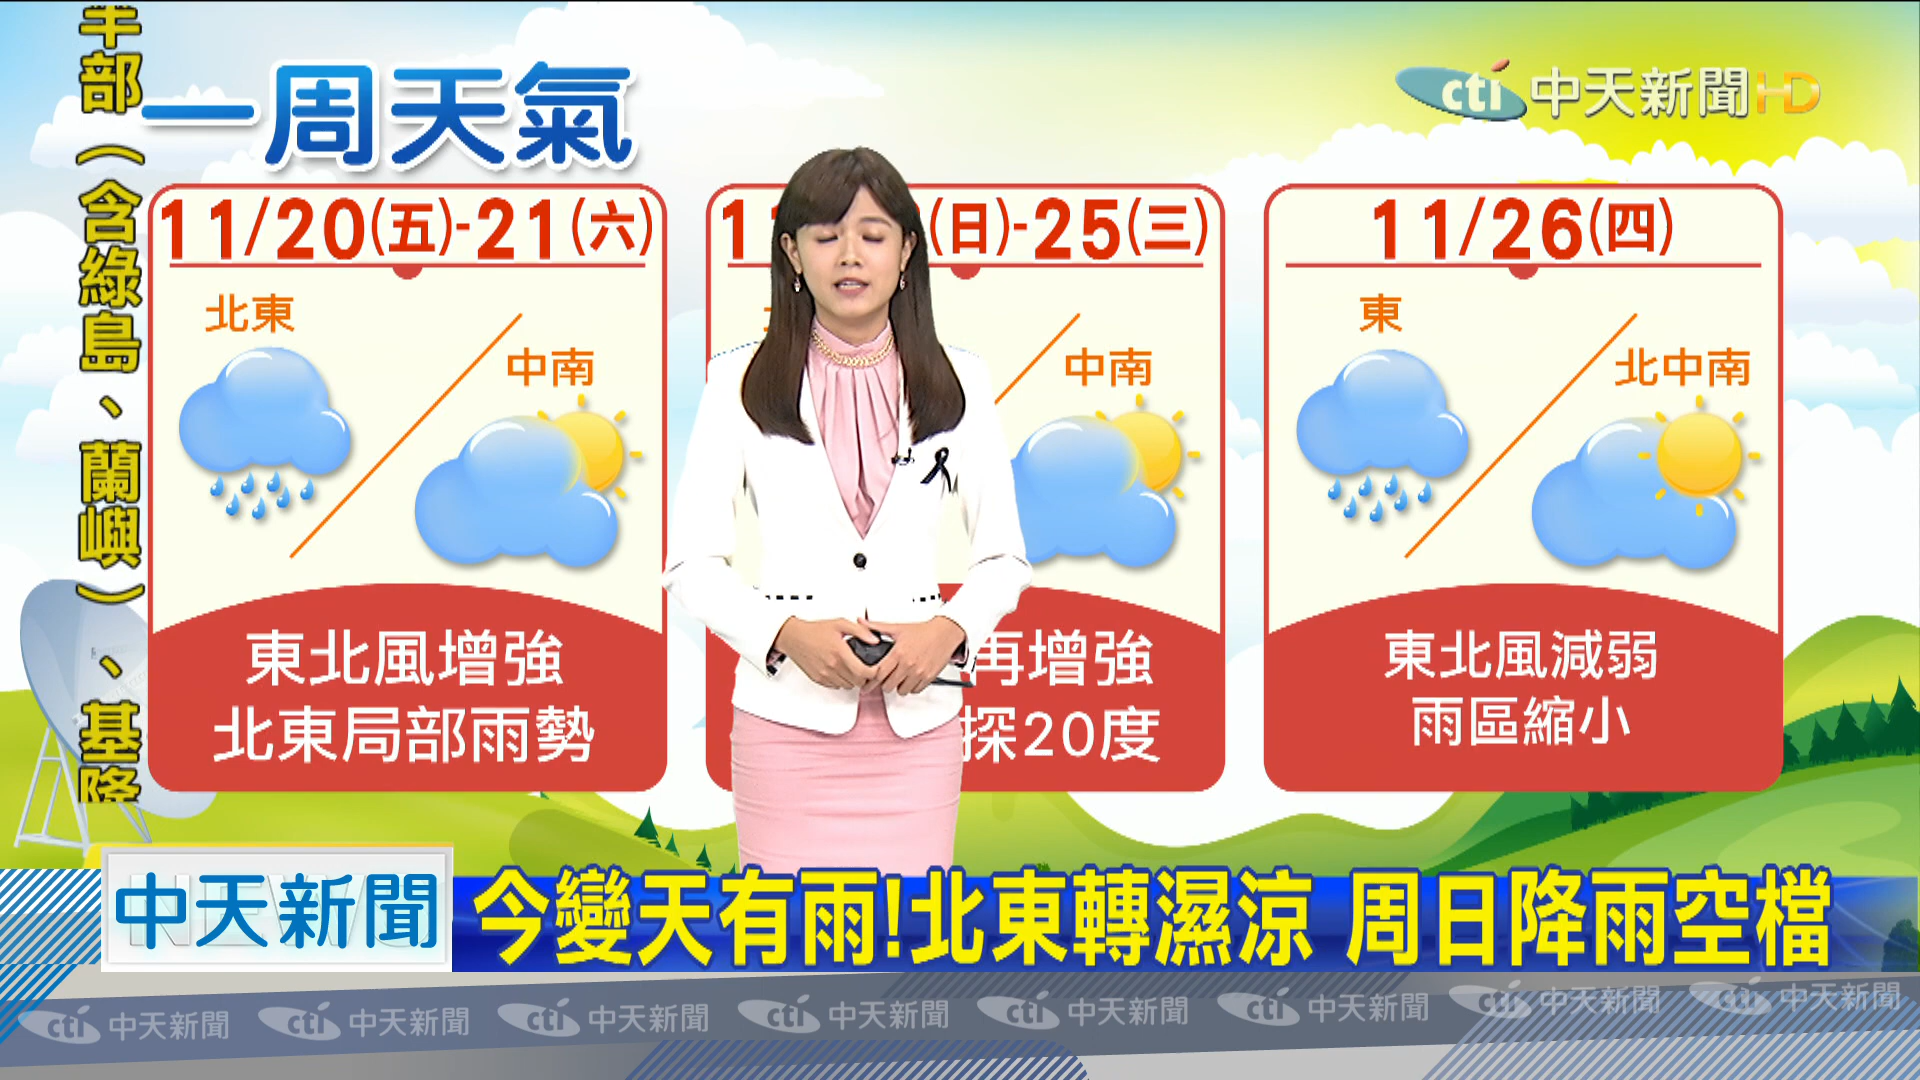 半部(含綠島、蘭嶼)、基隆
一周天氣
cti 中天新聞HD
11/20(五)-21(六)
北東
中南
東北風增強
北東局部雨勢
(日)-25(三)
中南
再增強
探20度
11/26(四)
東
北中南
東北風減弱
雨區縮小
中天新聞
今變天有雨!北東轉濕涼 周日降雨空檔
cti 中天新聞 cti 中天新聞 cti 中天新聞 cti 中天新聞 cti 中天新聞 cti 中天新聞 cti 中天新聞 cti 中天新聞